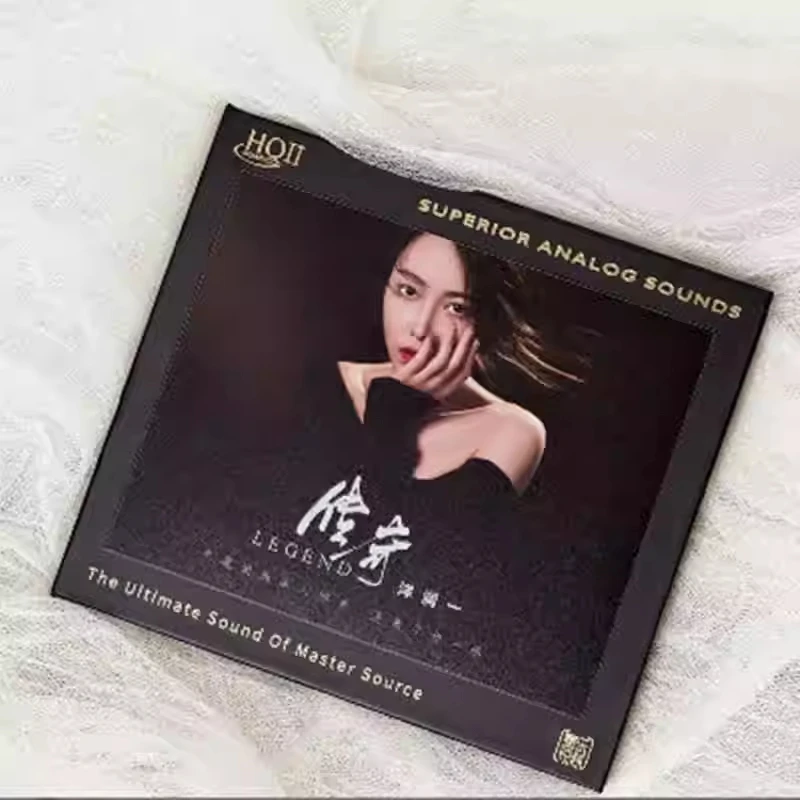 HQII
SUPERIOR ANALOG SOUNDS
传奇
LEGEND
The Ultimate Sound Of Master Source